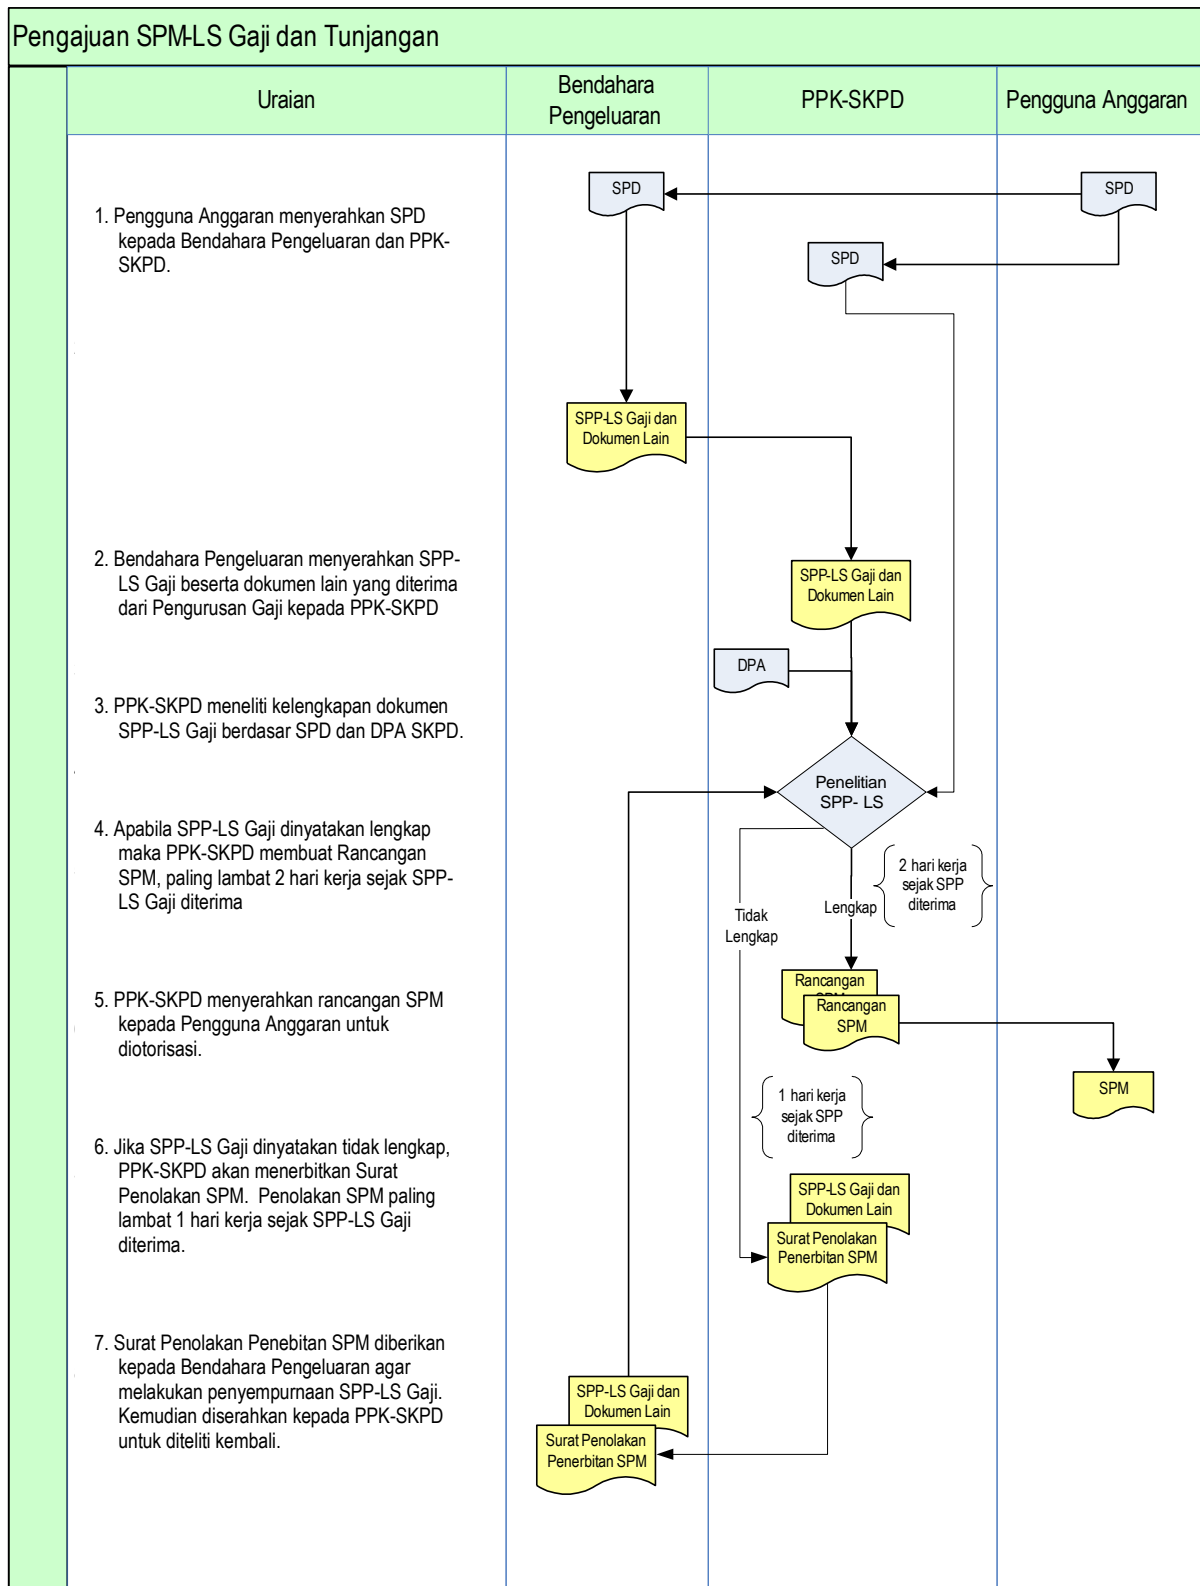 Pengajuan SPM-LS Gaji dan Tunjangan
Uraian
Bendahara
Pengeluaran
PPK-SKPD
Pengguna Anggaran
1. Pengguna Anggaran menyerahkan SPD
kepada Bendahara Pengeluaran dan PPK-
SKPD.
2. Bendahara Pengeluaran menyerahkan SPP-
LS Gaji beserta dokumen lain yang diterima
dari Pengurusan Gaji kepada PPK-SKPD
3. PPK-SKPD meneliti kelengkapan dokumen
SPP-LS Gaji berdasar SPD dan DPA SKPD.
4. Apabila SPP-LS Gaji dinyatakan lengkap
maka PPK-SKPD membuat Rancangan
SPM, paling lambat 2 hari kerja sejak SPP-
LS Gaji diterima
5. PPK-SKPD menyerahkan rancangan SPM
kepada Pengguna Anggaran untuk
diotorisasi.
6. Jika SPP-LS Gaji dinyatakan tidak lengkap,
PPK-SKPD akan menerbitkan Surat
Penolakan SPM. Penolakan SPM paling
lambat 1 hari kerja sejak SPP-LS Gaji
diterima.
7. Surat Penolakan Penebitan SPM diberikan
kepada Bendahara Pengeluaran agar
melakukan penyempurnaan SPP-LS Gaji.
Kemudian diserahkan kepada PPK-SKPD
untuk diteliti kembali.
SPD
SPD
SPD
SPP-LS Gaji dan
Dokumen Lain
SPP-LS Gaji dan
Dokumen Lain
DPA
Penelitian
SPP- LS
2 hari kerja
sejak SPP
diterima
Lengkap
Tidak
Lengkap
Rancangan
SPM
Rancangan
SPM
SPM
1 hari kerja
sejak SPP
diterima
SPP-LS Gaji dan
Dokumen Lain
Surat Penolakan
Penerbitan SPM
SPP-LS Gaji dan
Dokumen Lain
Surat Penolakan
Penerbitan SPM